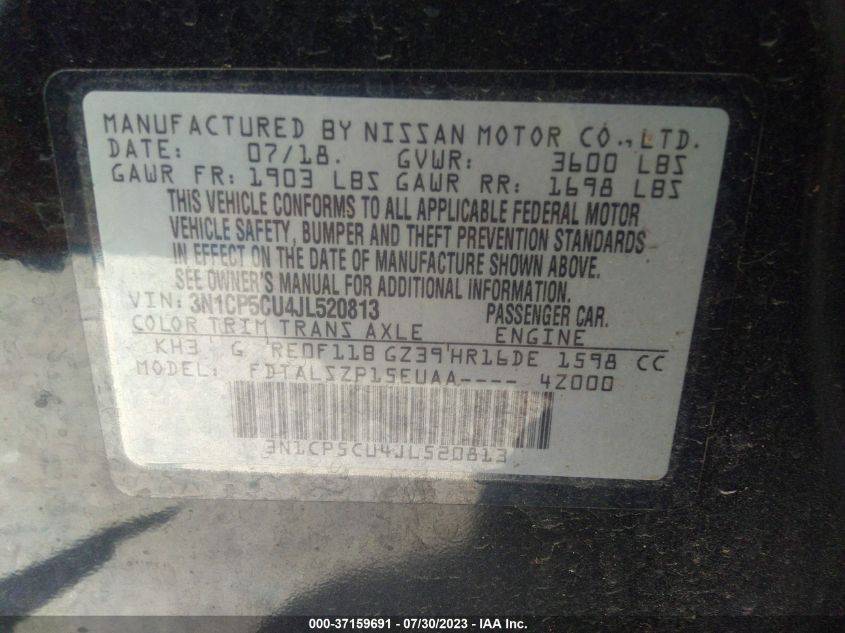 MANUFACTURED BY NISSAN MOTOR CO.,LTD.
DATE: 07/18. GVWR: 3600 LBS
GAWR FR: 1903 LBS GAWR RR: 1698 LBS
THIS VEHICLE CONFORMS TO ALL APPLICABLE FEDERAL MOTOR
VEHICLE SAFETY, BUMPER AND THEFT PREVENTION STANDARDS
IN EFFECT ON THE DATE OF MANUFACTURE SHOWN ABOVE.
SEE OWNER'S MANUAL FOR ADDITIONAL INFORMATION.
VIN: 3N1CP5CU4JL520813 PASSENGER CAR.
COLOR TRIM TRANS AXLE ENGINE
KH3 G RE0F11B GZ39 HR16DE 1598 CC
MODEL: FDTALSZP15EUAA---- 4Z000
3N1CP5CU4JL520813
000-37159691 - 07/30/2023 - IAA Inc.